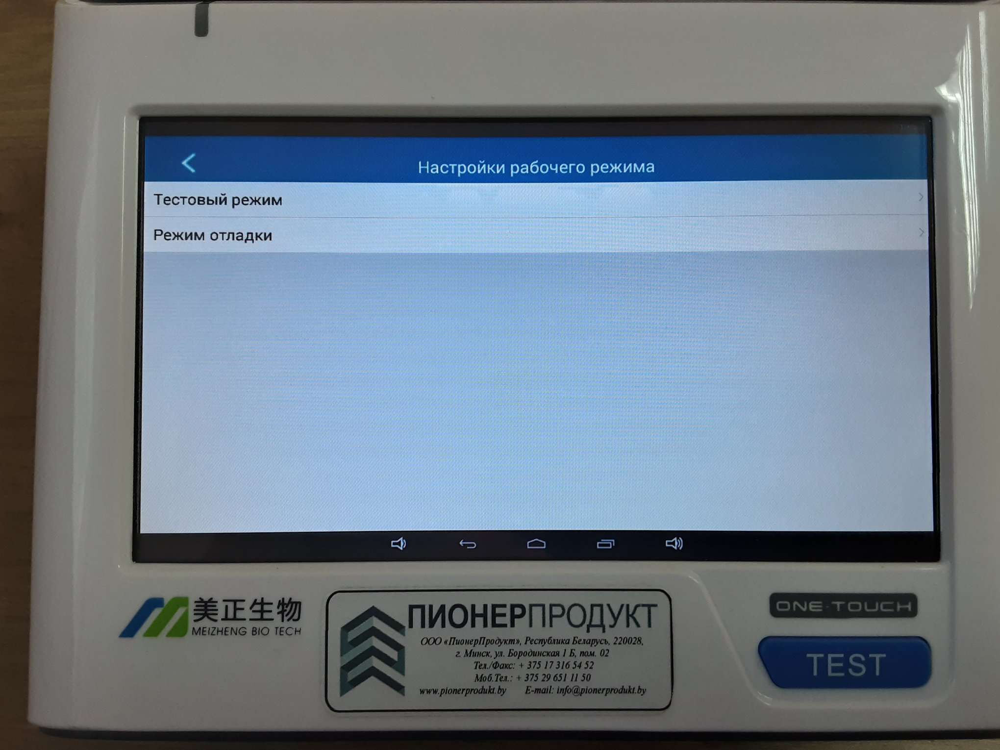 Настройки рабочего режима
Тестовый режим
Режим отладки
美正生物
MEIZHENG BIO TECH
ПИОНЕРПРОДУКТ
ООО «ПионерПродукт», Республика Беларусь, 220028,
г. Минск, ул. Бородинская 1 Б, пом. 02
Тел./Факс: + 375 17 316 54 52
Моб.Тел.: + 375 29 651 11 50
www.pionerprodukt.by E-mail: info@pionerprodukt.by
ONE-TOUCH
TEST